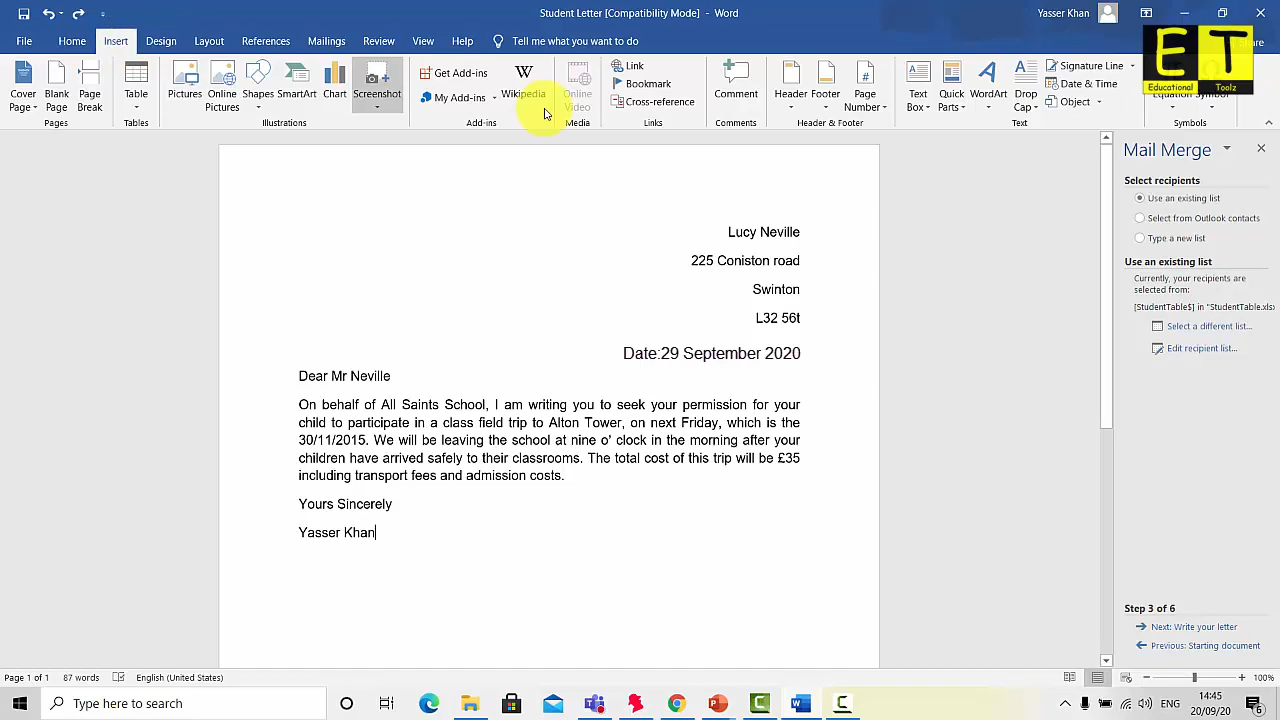 Student Letter [Compatibility Mode] - Word
Yasser Khan
File Home Insert Design Layout References Mailings Review View Help Tell me what you want to do
ET
Educational Toolz
Cover Page
Blank Page
Page Break
Pages
Table
Tables
Pictures
Online Pictures
Shapes
SmartArt
Chart
Screenshot
Illustrations
Get Add-ins
My Add-ins
Wikipedia
Add-ins
Online Video
Media
Link
Bookmark
Cross-reference
Links
Comment
Comments
Header
Footer
Page Number
Header & Footer
Text Box
Quick Parts
WordArt
Drop Cap
Signature Line
Date & Time
Object
Text
Equation Symbol
Symbols
Lucy Neville
225 Coniston road
Swinton
L32 56t
Date:29 September 2020
Dear Mr Neville
On behalf of All Saints School, I am writing you to seek your permission for your
child to participate in a class field trip to Alton Tower, on next Friday, which is the
30/11/2015. We will be leaving the school at nine o' clock in the morning after your
children have arrived safely to their classrooms. The total cost of this trip will be £35
including transport fees and admission costs.
Yours Sincerely
Yasser Khan
Mail Merge
Select recipients
Use an existing list
Select from Outlook contacts
Type a new list
Use an existing list
Currently, your recipients are
selected from:
[StudentTable$] in "StudentTable.xls
Select a different list...
Edit recipient list...
Step 3 of 6
Next: Write your letter
Previous: Starting document
Page 1 of 1 87 words English (United States) 100%
Type here to search
ENG
14:45
20/09/20
6